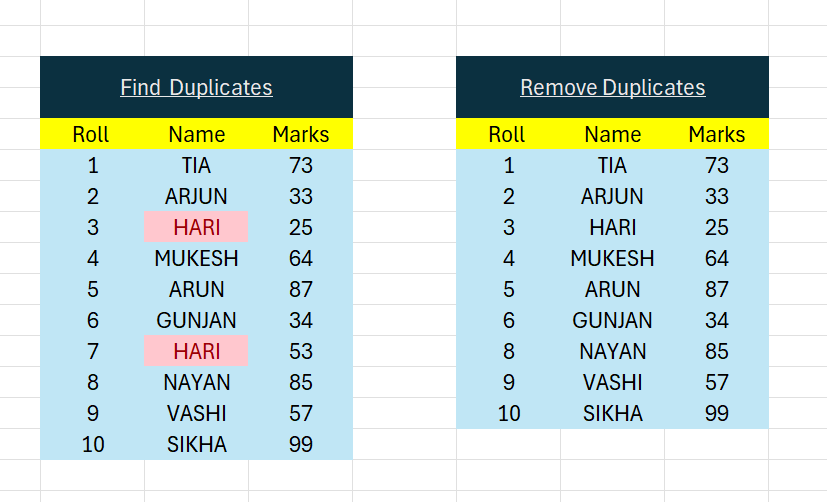 Find Duplicates
Roll Name Marks
1 TIA 73
2 ARJUN 33
3 HARI 25
4 MUKESH 64
5 ARUN 87
6 GUNJAN 34
7 HARI 53
8 NAYAN 85
9 VASHI 57
10 SIKHA 99
Remove Duplicates
Roll Name Marks
1 TIA 73
2 ARJUN 33
3 HARI 25
4 MUKESH 64
5 ARUN 87
6 GUNJAN 34
8 NAYAN 85
9 VASHI 57
10 SIKHA 99